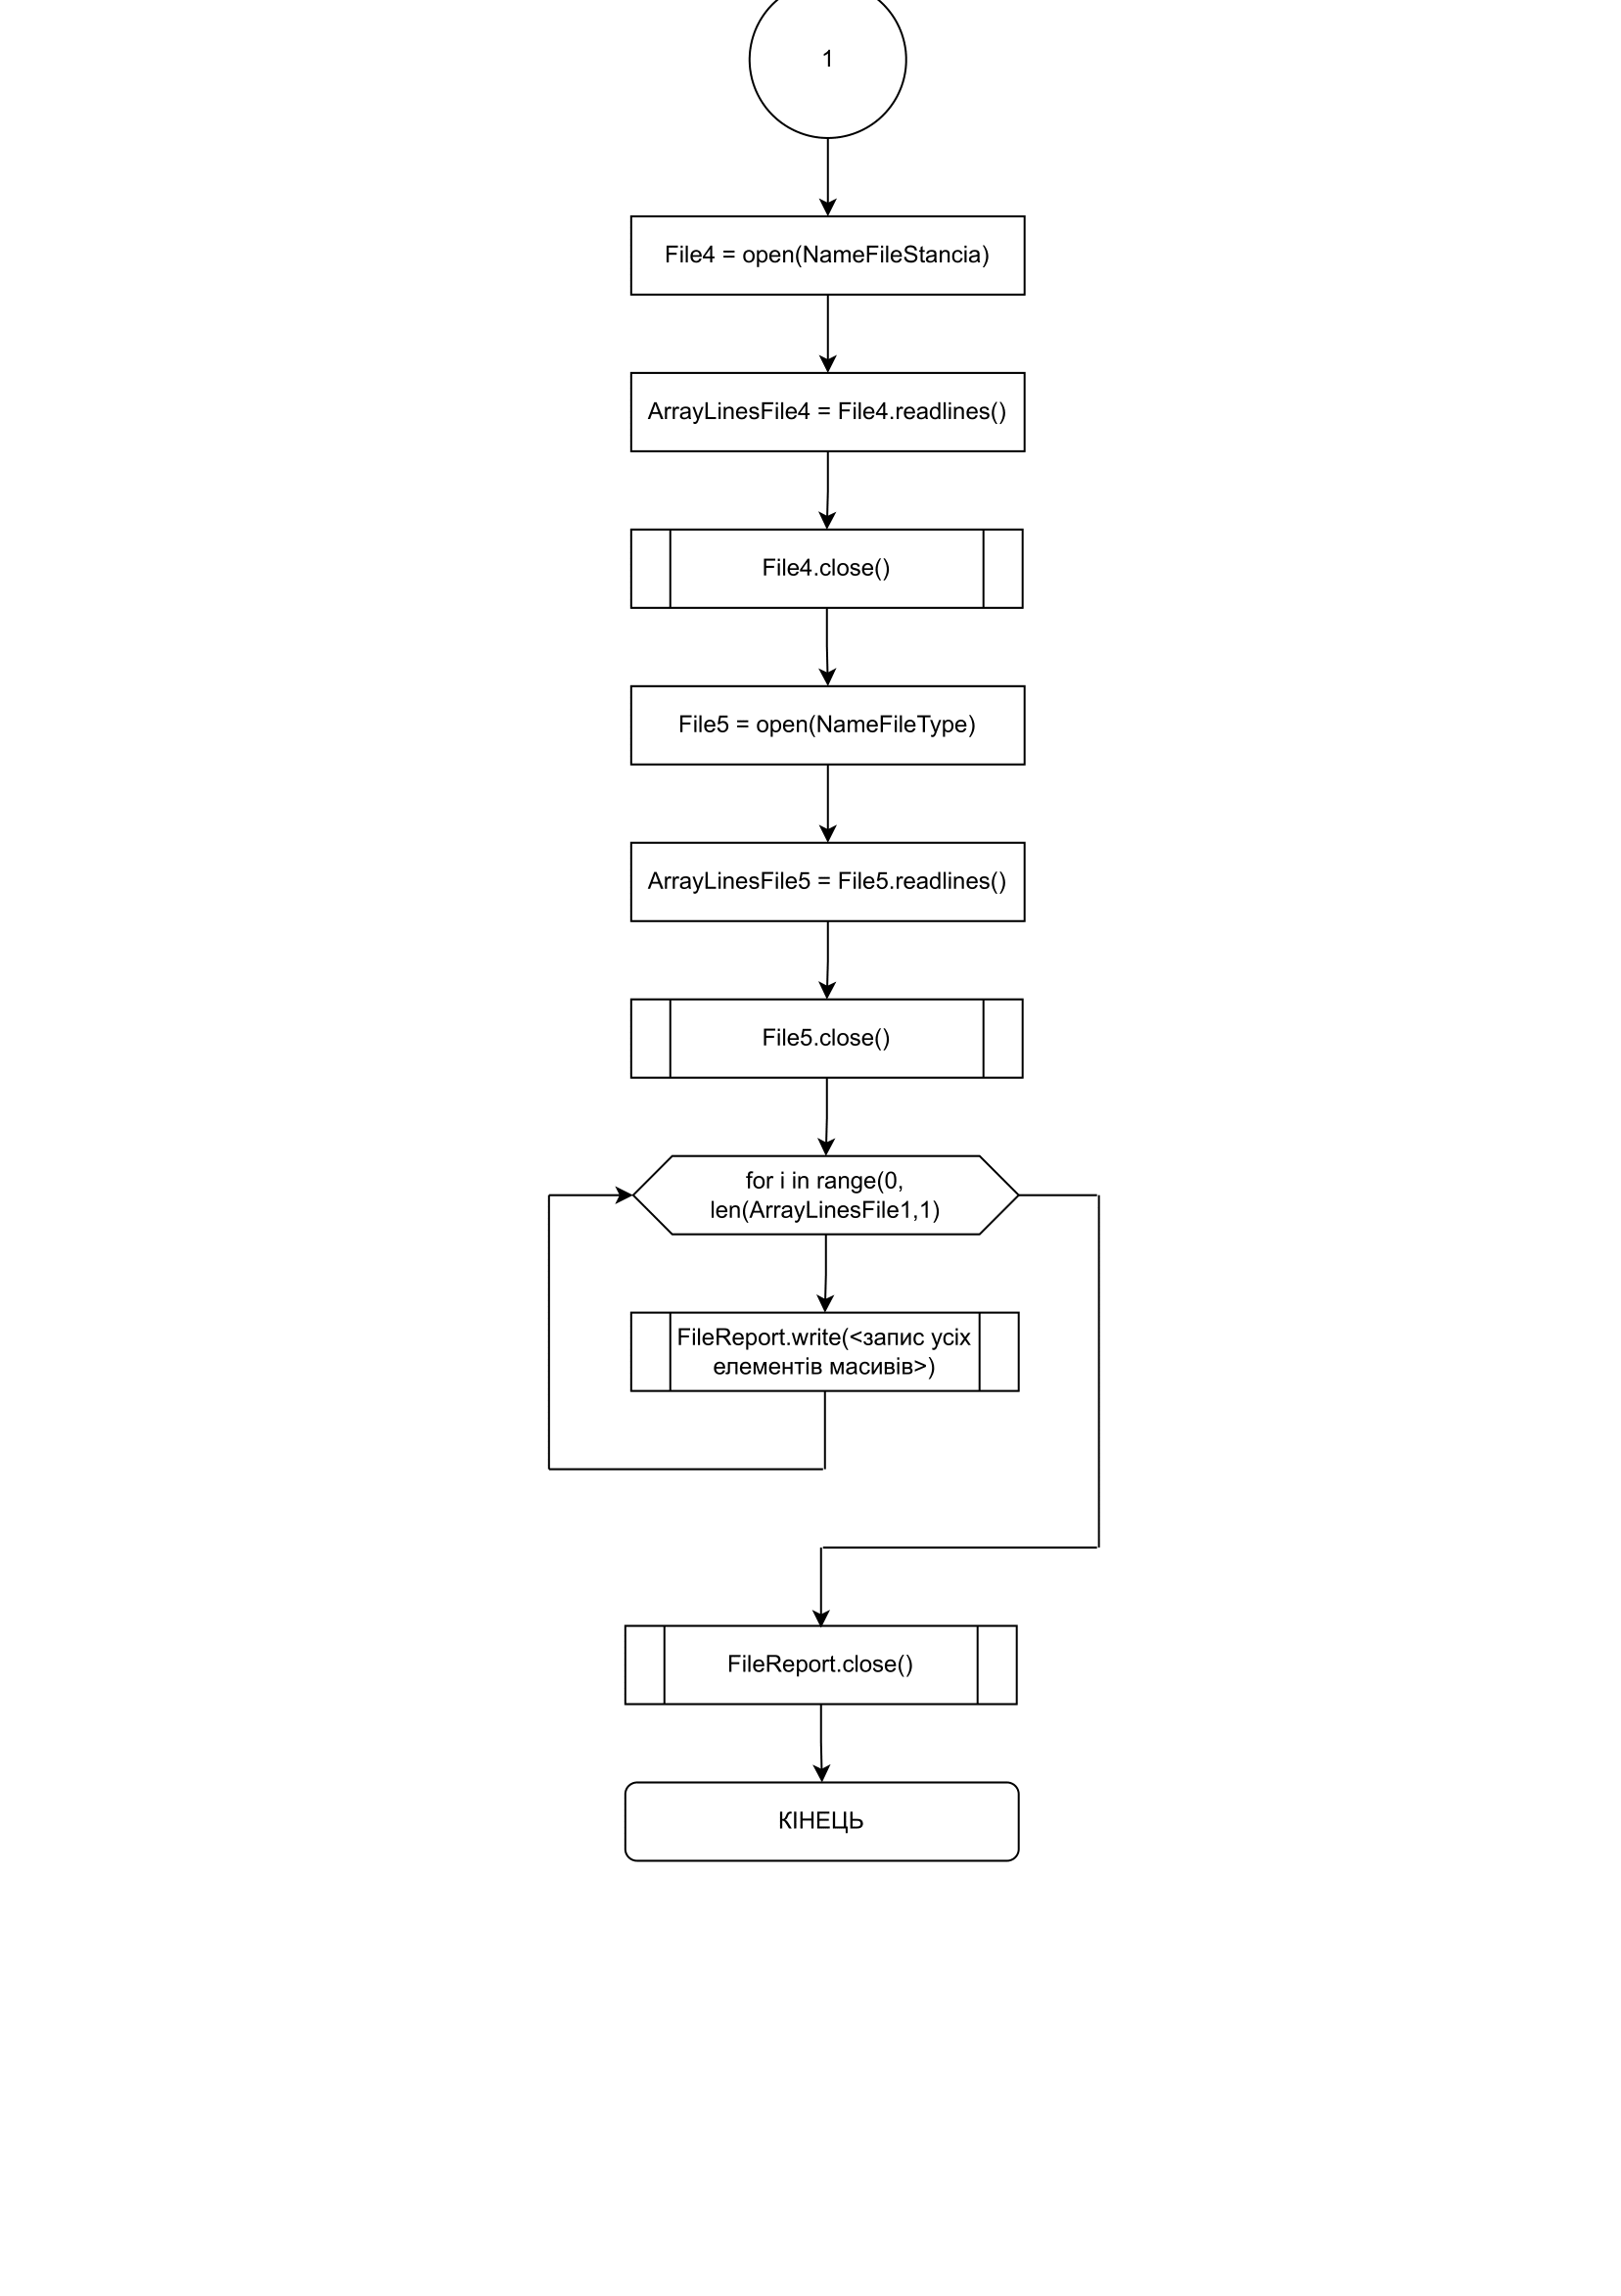 1
File4 = open(NameFileStancia)
ArrayLinesFile4 = File4.readlines()
File4.close()
File5 = open(NameFileType)
ArrayLinesFile5 = File5.readlines()
File5.close()
for i in range(0,
len(ArrayLinesFile1,1)
FileReport.write(<запис усіх
елементів масивів>)
FileReport.close()
КІНЕЦЬ